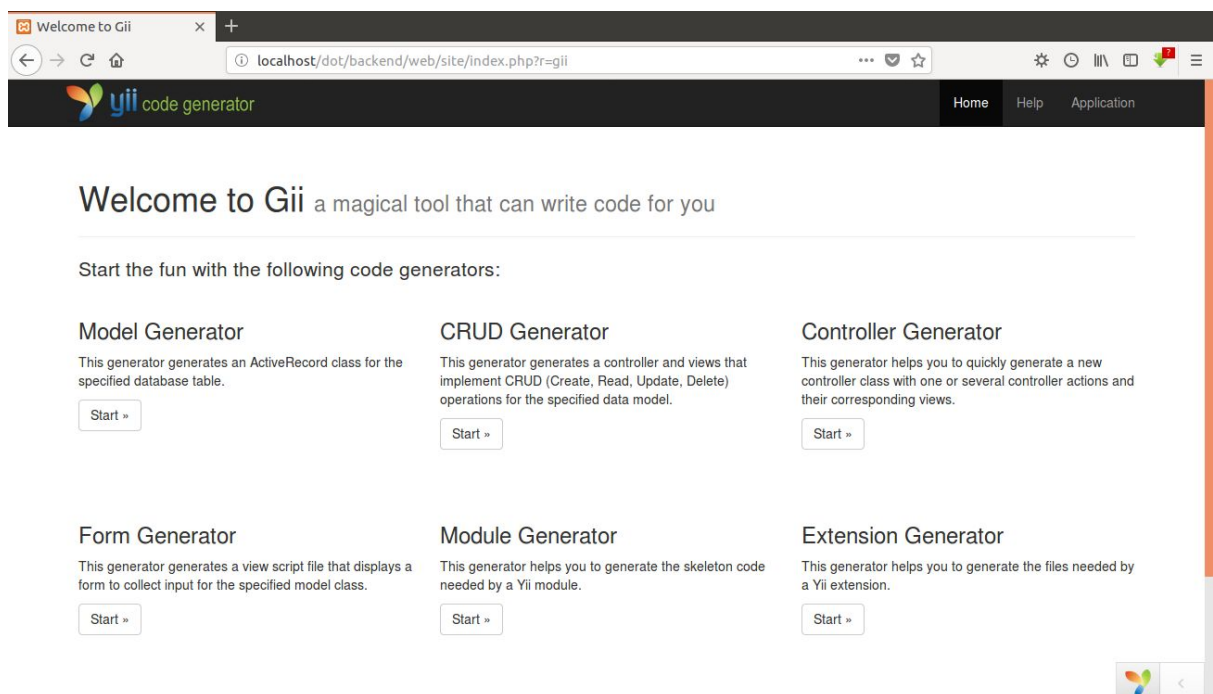 Welcome to Gii
localhost/dot/backend/web/site/index.php?r=gii
?
yii code generator
Home
Help
Application
Welcome to Gii a magical tool that can write code for you
Start the fun with the following code generators:
Model Generator
This generator generates an ActiveRecord class for the
specified database table.
Start »
CRUD Generator
This generator generates a controller and views that
implement CRUD (Create, Read, Update, Delete)
operations for the specified data model.
Start »
Controller Generator
This generator helps you to quickly generate a new
controller class with one or several controller actions and
their corresponding views.
Start »
Form Generator
This generator generates a view script file that displays a
form to collect input for the specified model class.
Start »
Module Generator
This generator helps you to generate the skeleton code
needed by a Yii module.
Start »
Extension Generator
This generator helps you to generate the files needed by
a Yii extension.
Start »